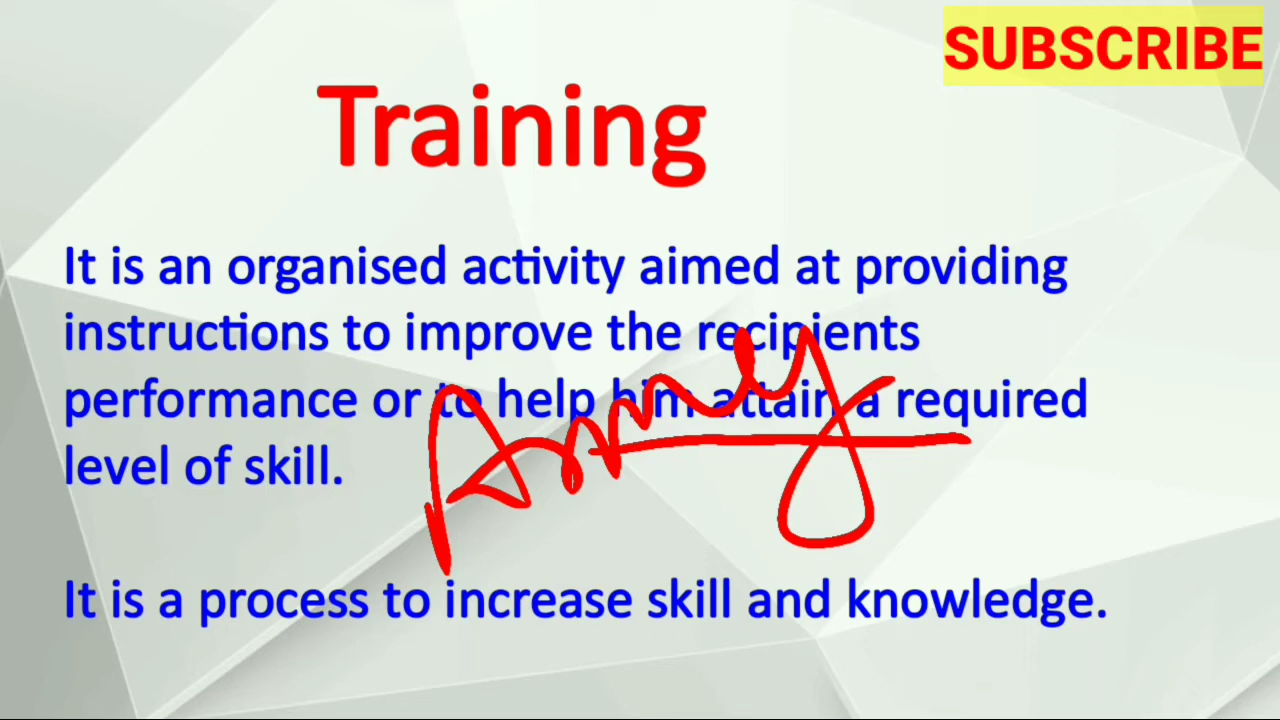 SUBSCRIBE
Training
It is an organised activity aimed at providing
instructions to improve the recipients
performance or to help him attain a required
level of skill.
Army
It is a process to increase skill and knowledge.